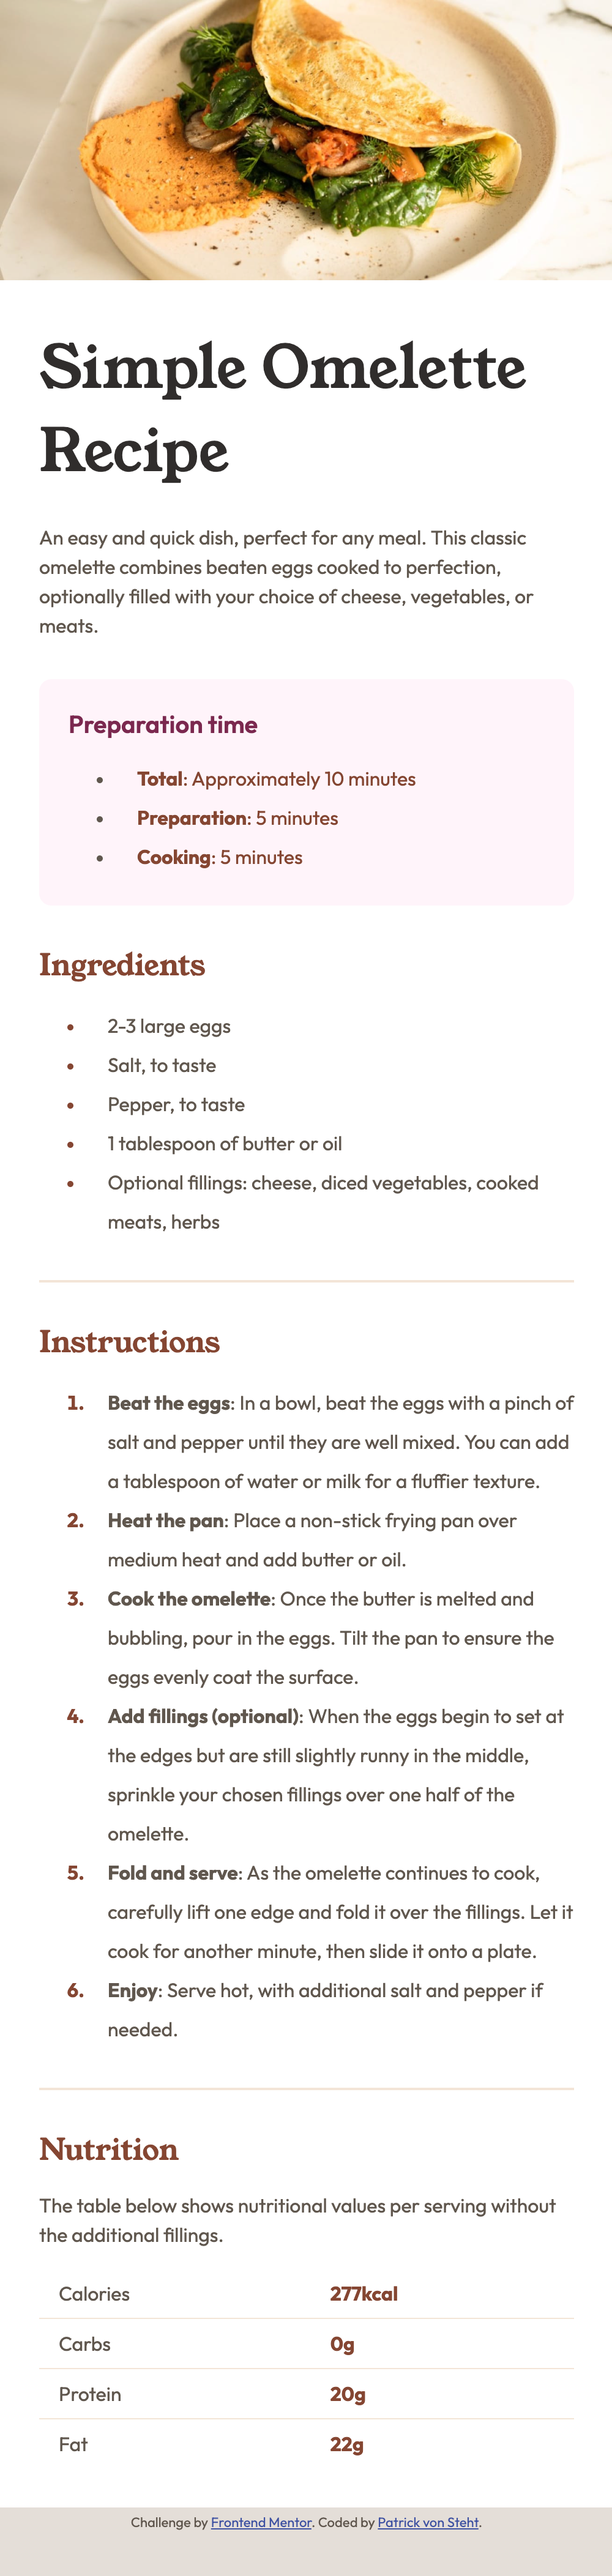 Simple Omelette
Recipe
An easy and quick dish, perfect for any meal. This classic
omelette combines beaten eggs cooked to perfection,
optionally filled with your choice of cheese, vegetables, or
meats.
Preparation time
• Total: Approximately 10 minutes
• Preparation: 5 minutes
• Cooking: 5 minutes
Ingredients
• 2-3 large eggs
• Salt, to taste
• Pepper, to taste
• 1 tablespoon of butter or oil
• Optional fillings: cheese, diced vegetables, cooked
meats, herbs
Instructions
1. Beat the eggs: In a bowl, beat the eggs with a pinch of
salt and pepper until they are well mixed. You can add
a tablespoon of water or milk for a fluffier texture.
2. Heat the pan: Place a non-stick frying pan over
medium heat and add butter or oil.
3. Cook the omelette: Once the butter is melted and
bubbling, pour in the eggs. Tilt the pan to ensure the
eggs evenly coat the surface.
4. Add fillings (optional): When the eggs begin to set at
the edges but are still slightly runny in the middle,
sprinkle your chosen fillings over one half of the
omelette.
5. Fold and serve: As the omelette continues to cook,
carefully lift one edge and fold it over the fillings. Let it
cook for another minute, then slide it onto a plate.
6. Enjoy: Serve hot, with additional salt and pepper if
needed.
Nutrition
The table below shows nutritional values per serving without
the additional fillings.
Calories 277kcal
Carbs 0g
Protein 20g
Fat 22g
Challenge by Frontend Mentor. Coded by Patrick von Steht.